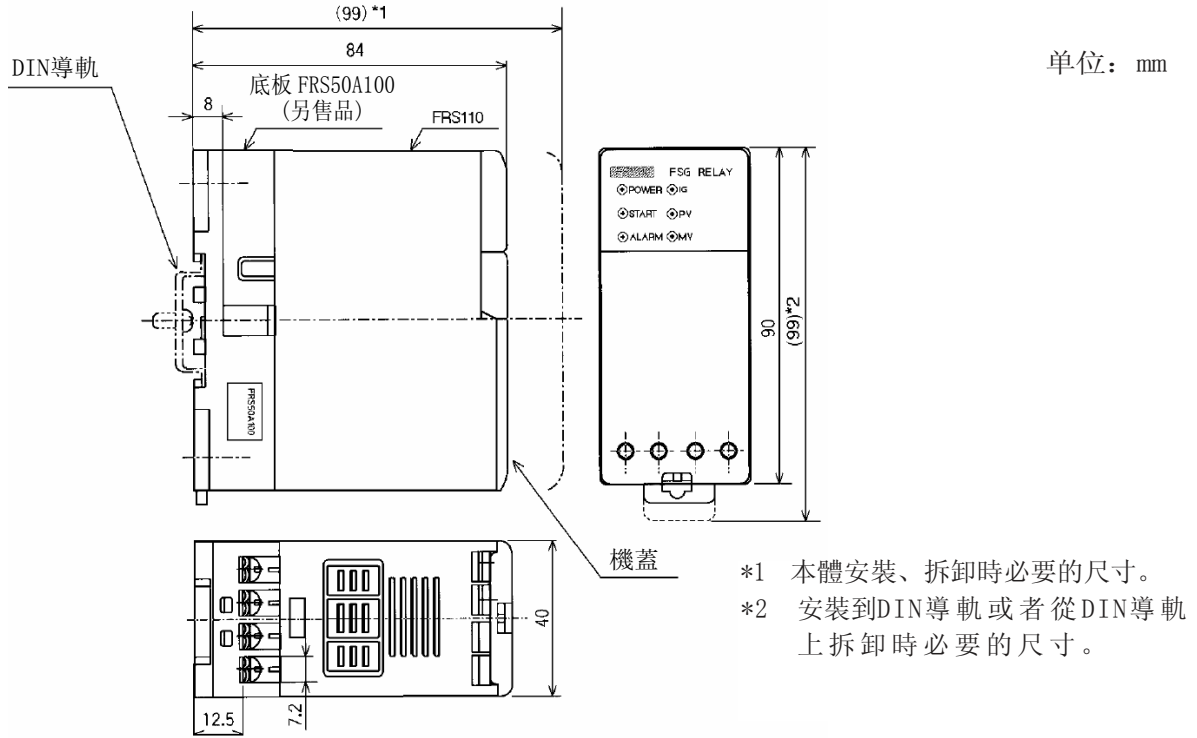 (99) *1
84
DIN導軌
8
底板 FRS50A100
(另售品)
FRS110
单位：mm
FSG RELAY
POWER IG
START PV
ALARM MV
90
(99)*2
FRS50A100
機蓋
40
7.2
12.5
*1 本體安裝、拆卸時必要的尺寸。
*2 安裝到DIN導軌或者從DIN導軌
上拆卸時必要的尺寸。